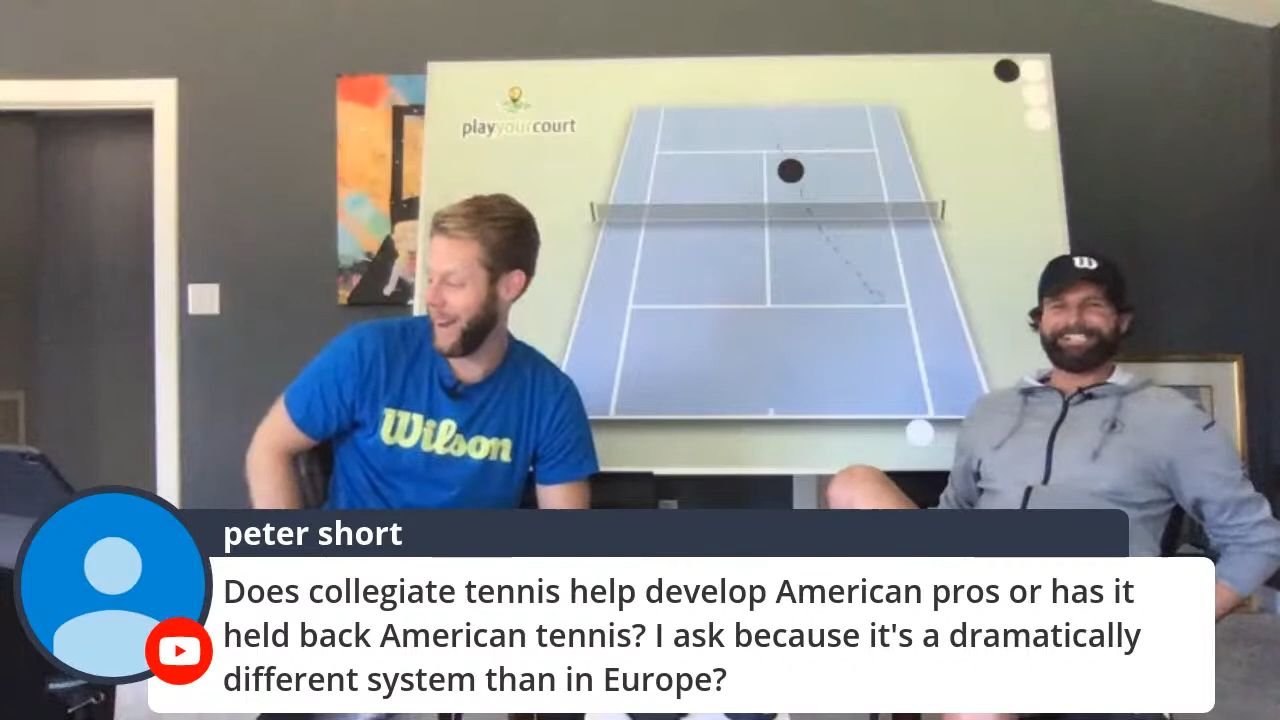 playyourcourt
W
Wilson
peter short
Does collegiate tennis help develop American pros or has it
held back American tennis? I ask because it's a dramatically
different system than in Europe?